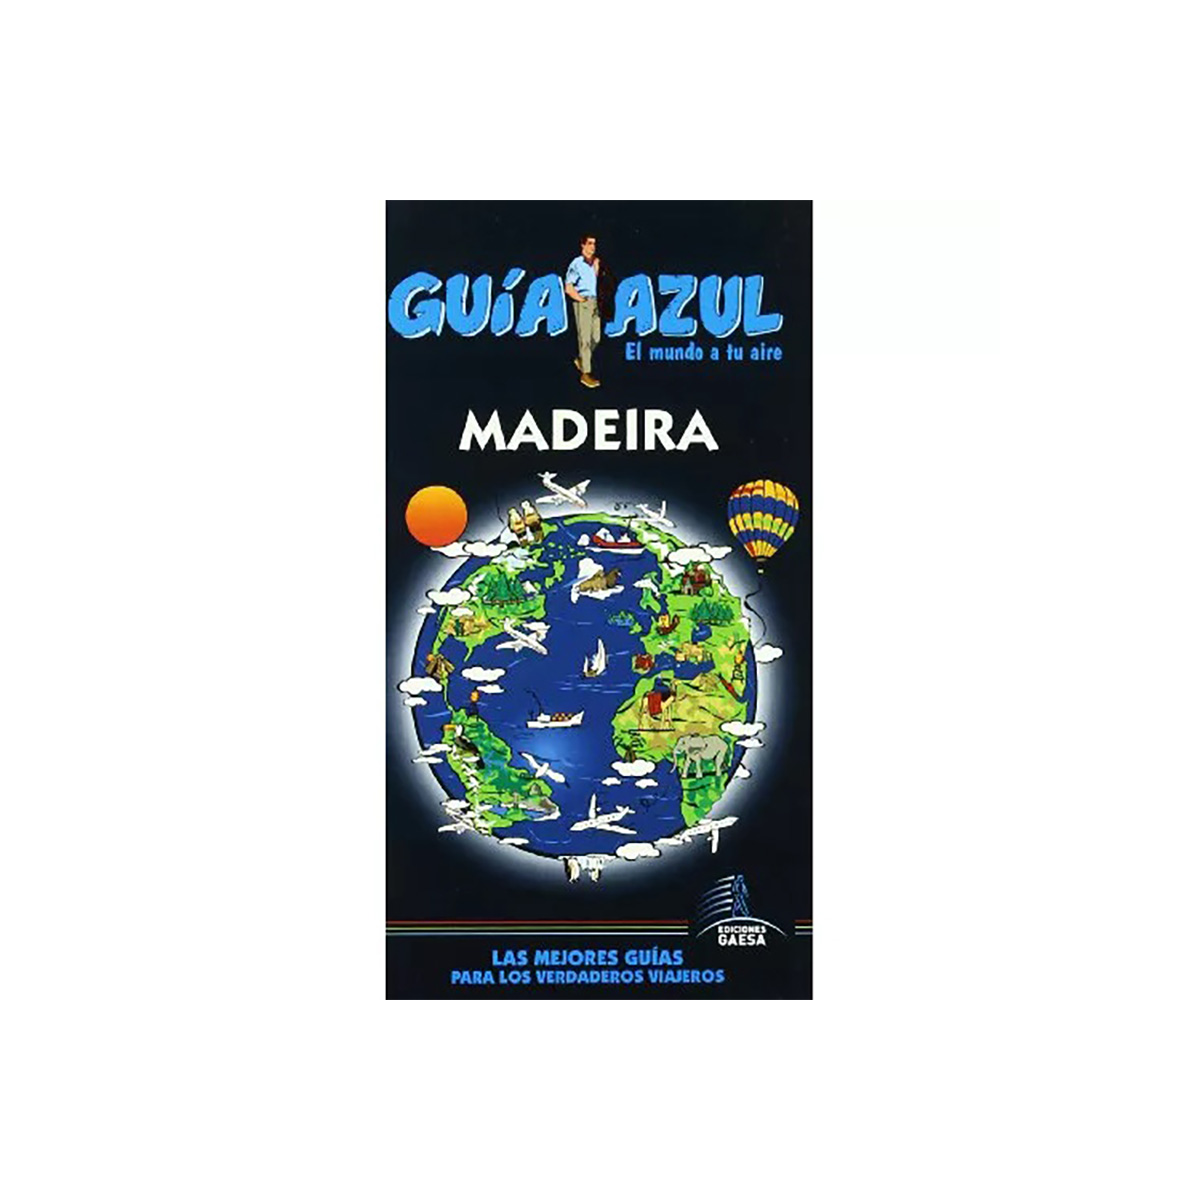 GUÍA AZUL
El mundo a tu aire
MADEIRA
EDICIONES
GAESA
LAS MEJORES GUÍAS
PARA LOS VERDADEROS VIAJEROS